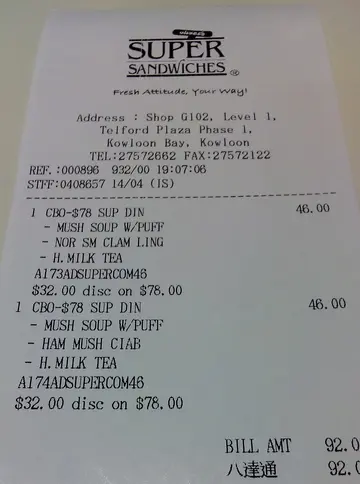 Oliver's
SUPER
SANDWICHES®
Fresh Attitude, Your Way!
Address : Shop G102, Level 1,
Telford Plaza Phase 1,
Kowloon Bay, Kowloon
TEL:27572662 FAX:27572122
REF.:000896 932/00 19:07:06
STFF:0408657 14/04 (IS)
1 CBO-$78 SUP DIN 46.00
- MUSH SOUP W/PUFF
- NOR SM CLAM LING
- H.MILK TEA
A173ADSUPERCOM46
$32.00 disc on $78.00
1 CBO-$78 SUP DIN 46.00
- MUSH SOUP W/PUFF
- HAM MUSH CIAB
- H.MILK TEA
A174ADSUPERCOM46
$32.00 disc on $78.00
BILL AMT 92.0
八達通 92.0